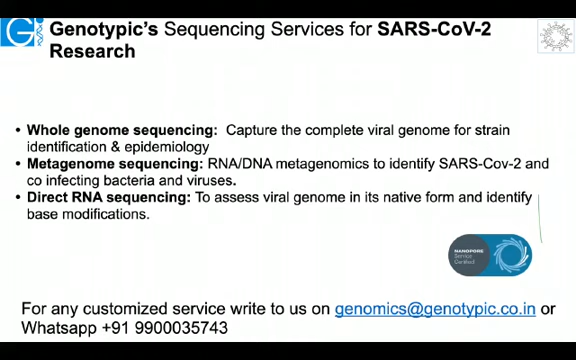 Genotypic's Sequencing Services for SARS-CoV-2
Research
• Whole genome sequencing: Capture the complete viral genome for strain
identification & epidemiology
• Metagenome sequencing: RNA/DNA metagenomics to identify SARS-Cov-2 and
co infecting bacteria and viruses.
• Direct RNA sequencing: To assess viral genome in its native form and identify
base modifications.
NANOPORE
Service
Certified
For any customized service write to us on genomics@genotypic.co.in or
Whatsapp +91 9900035743